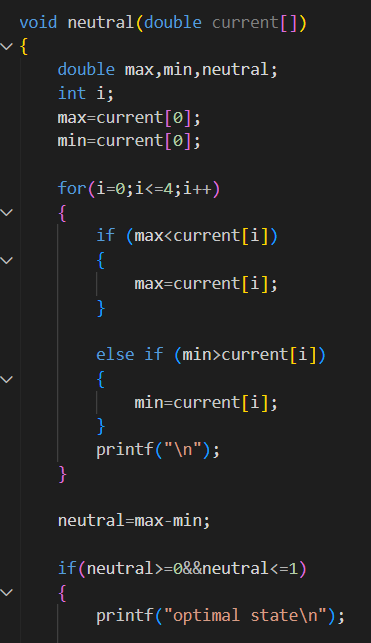 void neutral(double current[])
{
double max,min,neutral;
int i;
max=current[0];
min=current[0];
for(i=0;i<=4;i++)
{
if (max<current[i])
{
max=current[i];
}
else if (min>current[i])
{
min=current[i];
}
printf("\n");
}
neutral=max-min;
if(neutral>=0&&neutral<=1)
{
printf("optimal state\n");